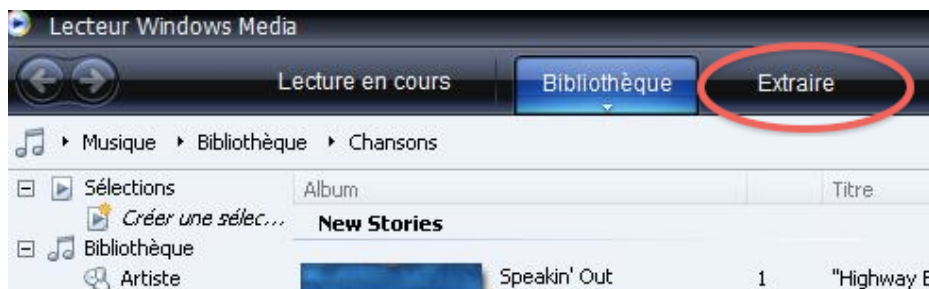 Lecteur Windows Media
Lecture en cours Bibliothèque Extraire
Musique Bibliothèque Chansons
Sélections Album Titre
Créer une sélec... New Stories
Bibliothèque
Artiste Speakin' Out 1 "Highway